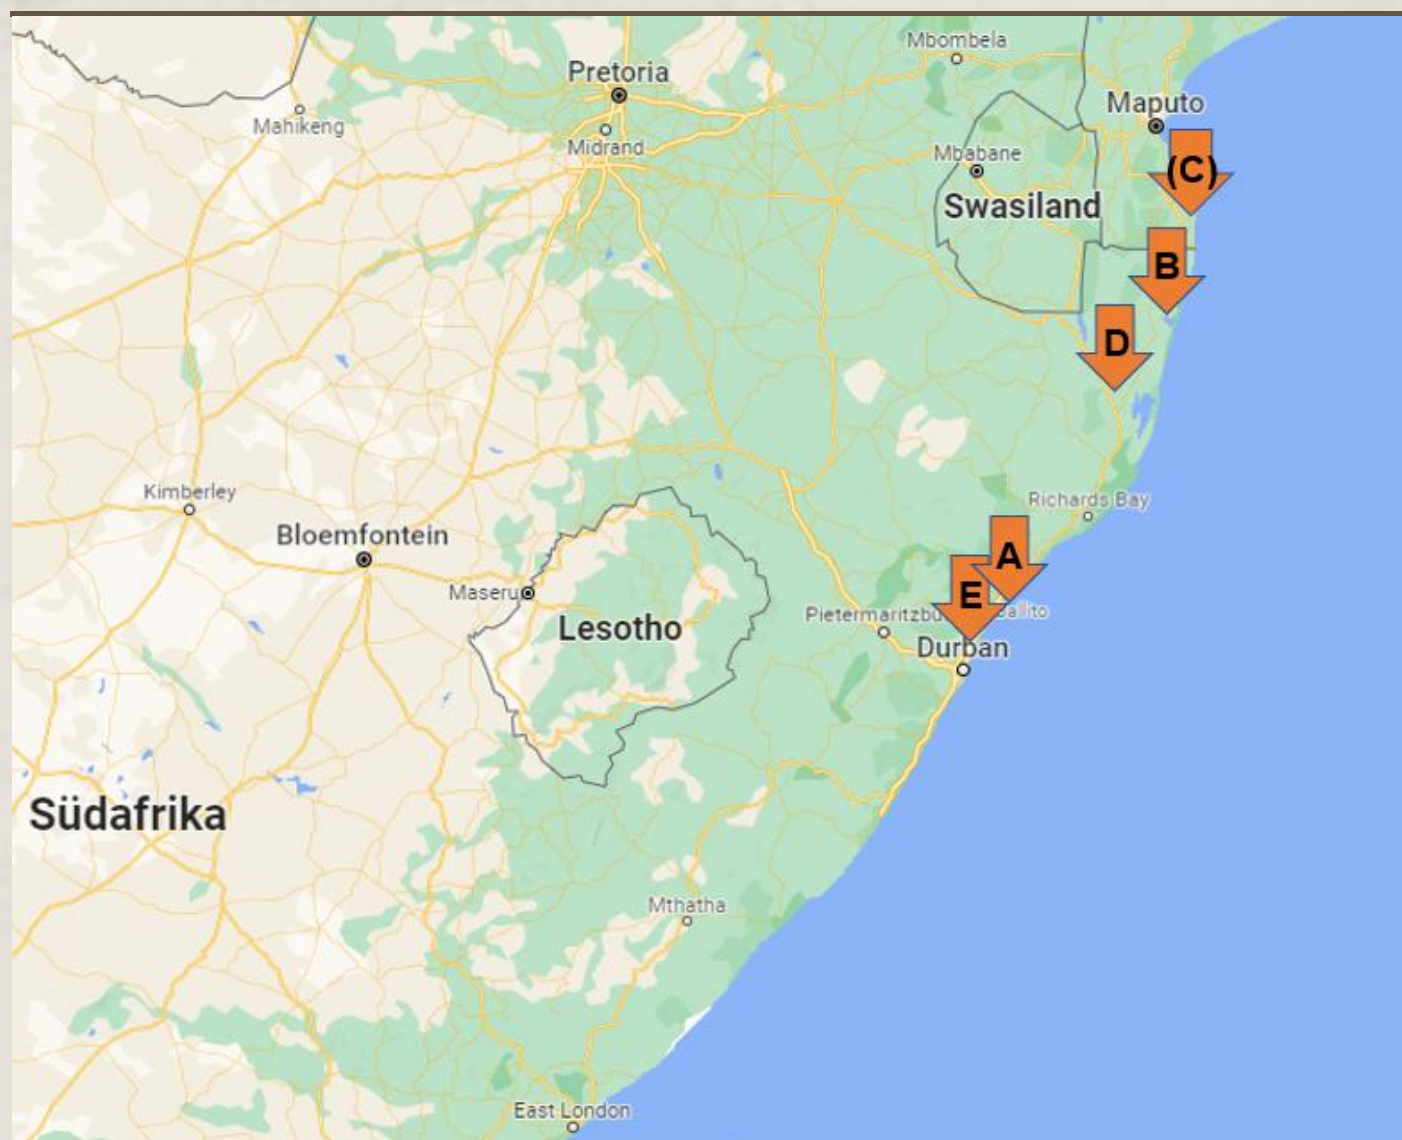 Mbombela
Pretoria
Maputo
Mahikeng
Midrand
(C)
Mbabane
Swasiland
B
D
Kimberley
Richards Bay
Bloemfontein
A
Maseru
E
Lesotho
Durban
Südafrika
Mthatha
East London